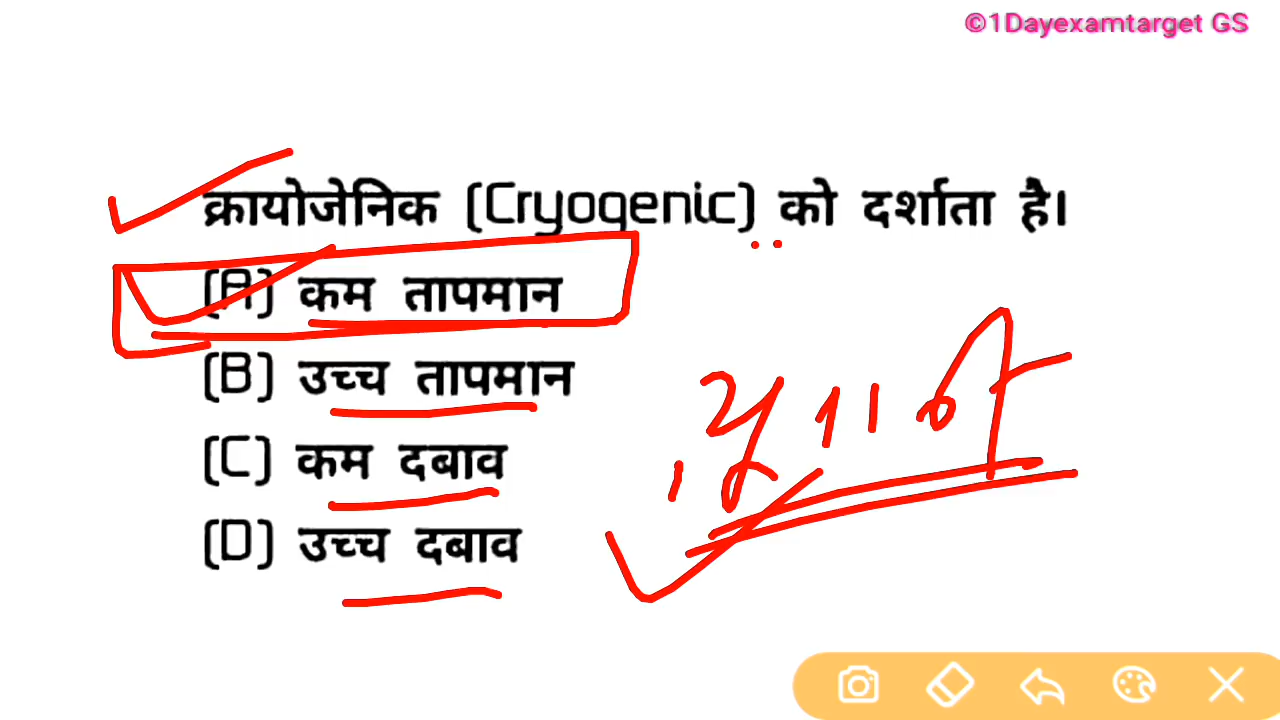 ©1Dayexamtarget GS
क्रायोजेनिक (Cryogenic) को दर्शाता है।
(A) कम तापमान
(B) उच्च तापमान
(C) कम दबाव
(D) उच्च दबाव